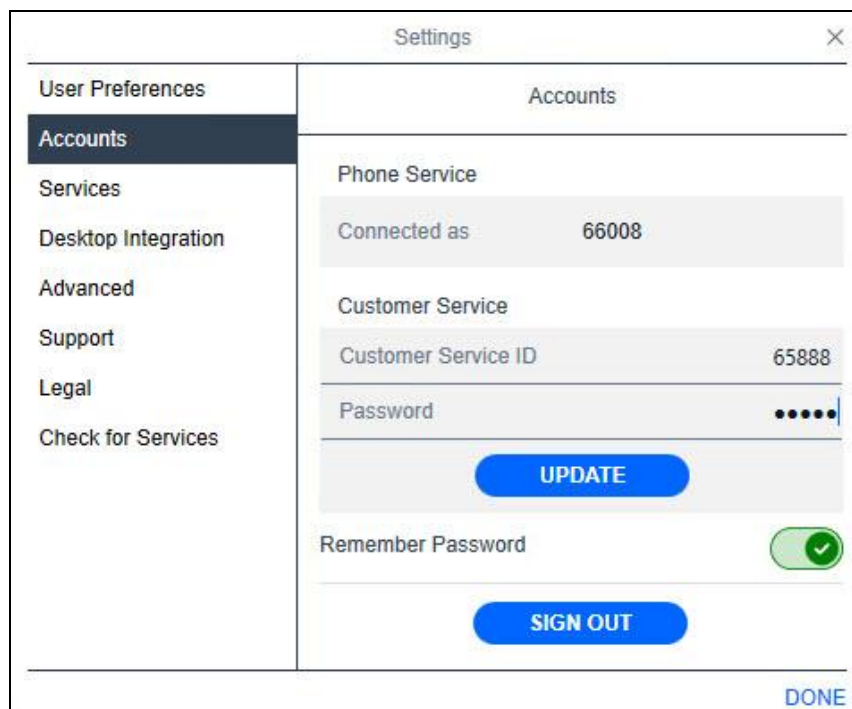 Settings
User Preferences
Accounts
Services
Desktop Integration
Advanced
Support
Legal
Check for Services
Accounts
Phone Service
Connected as 66008
Customer Service
Customer Service ID 65888
Password •••••
UPDATE
Remember Password
SIGN OUT
DONE